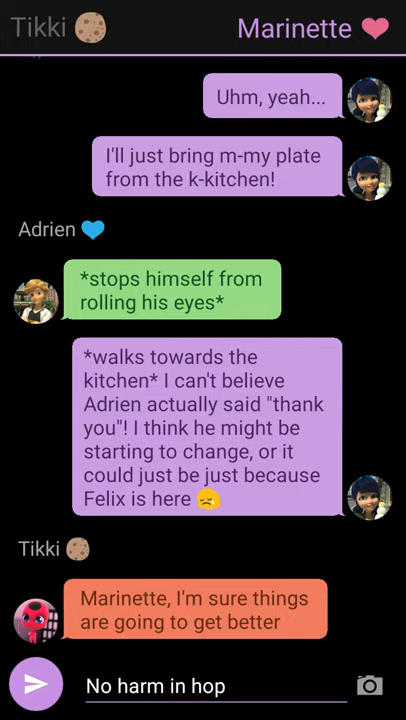 Tikki 🍪 Marinette ❤
Uhm, yeah...
I'll just bring m-my plate
from the k-kitchen!
Adrien 💙
*stops himself from
rolling his eyes*
*walks towards the
kitchen* I can't believe
Adrien actually said "thank
you"! I think he might be
starting to change, or it
could just be just because
Felix is here 😢
Tikki 🍪
Marinette, I'm sure things
are going to get better
No harm in hop